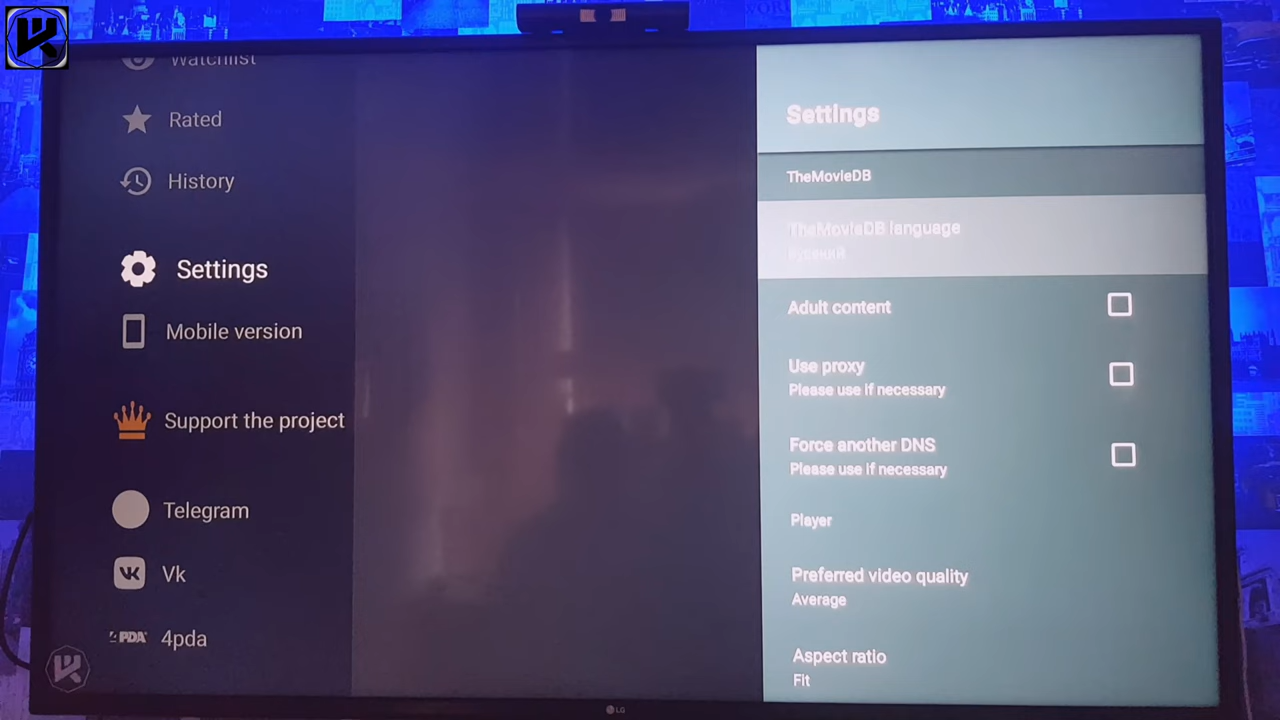 Watchlist
Rated
History
Settings
Mobile version
Support the project
Telegram
Vk
4PDA 4pda
Settings
TheMovieDB
TheMovieDB language
Adult content
Use proxy
Please use if necessary
Force another DNS
Please use if necessary
Player
Preferred video quality
Average
Aspect ratio
Fit
LG